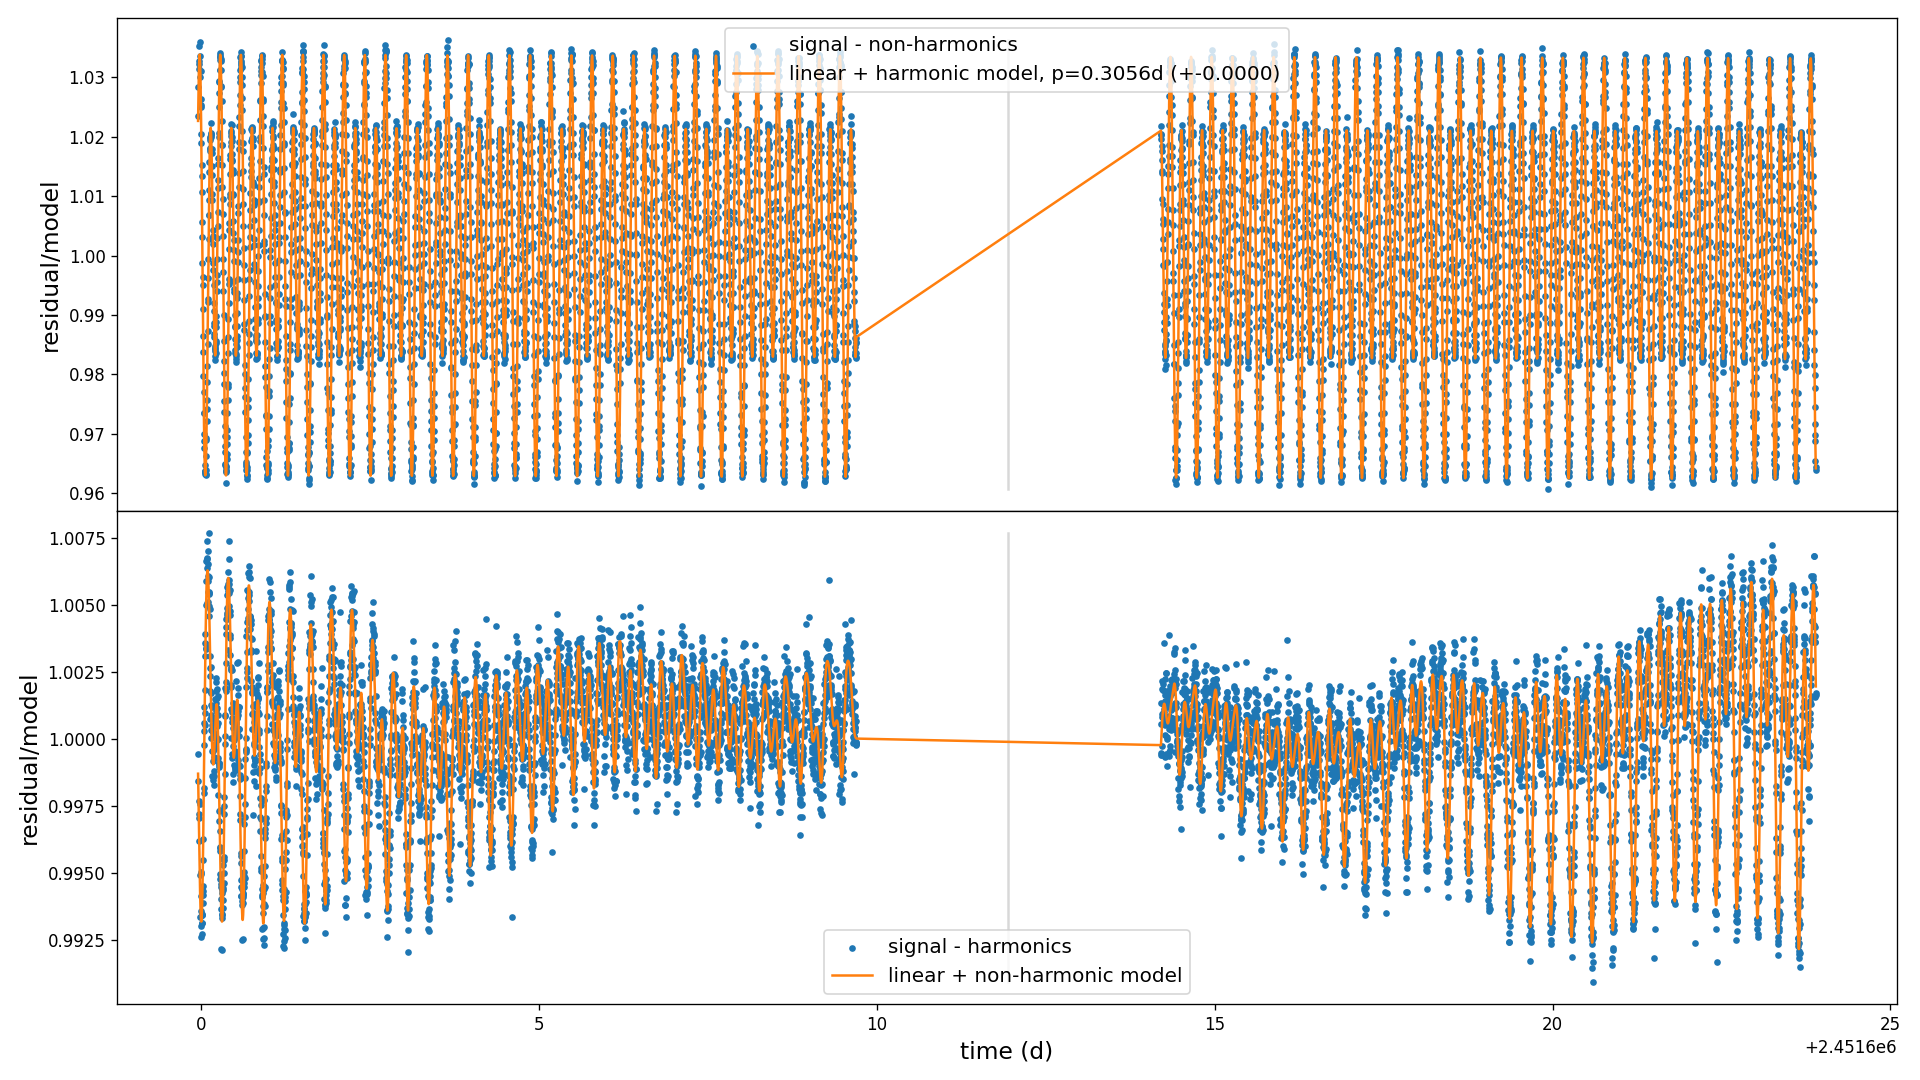 signal - non-harmonics
linear + harmonic model, p=0.3056d (+-0.0000)
residual/model
1.03
1.02
1.01
1.00
0.99
0.98
0.97
0.96
residual/model
1.0075
1.0050
1.0025
1.0000
0.9975
0.9950
0.9925
signal - harmonics
linear + non-harmonic model
0 5 10 15 20 25
time (d)
+2.4516e6